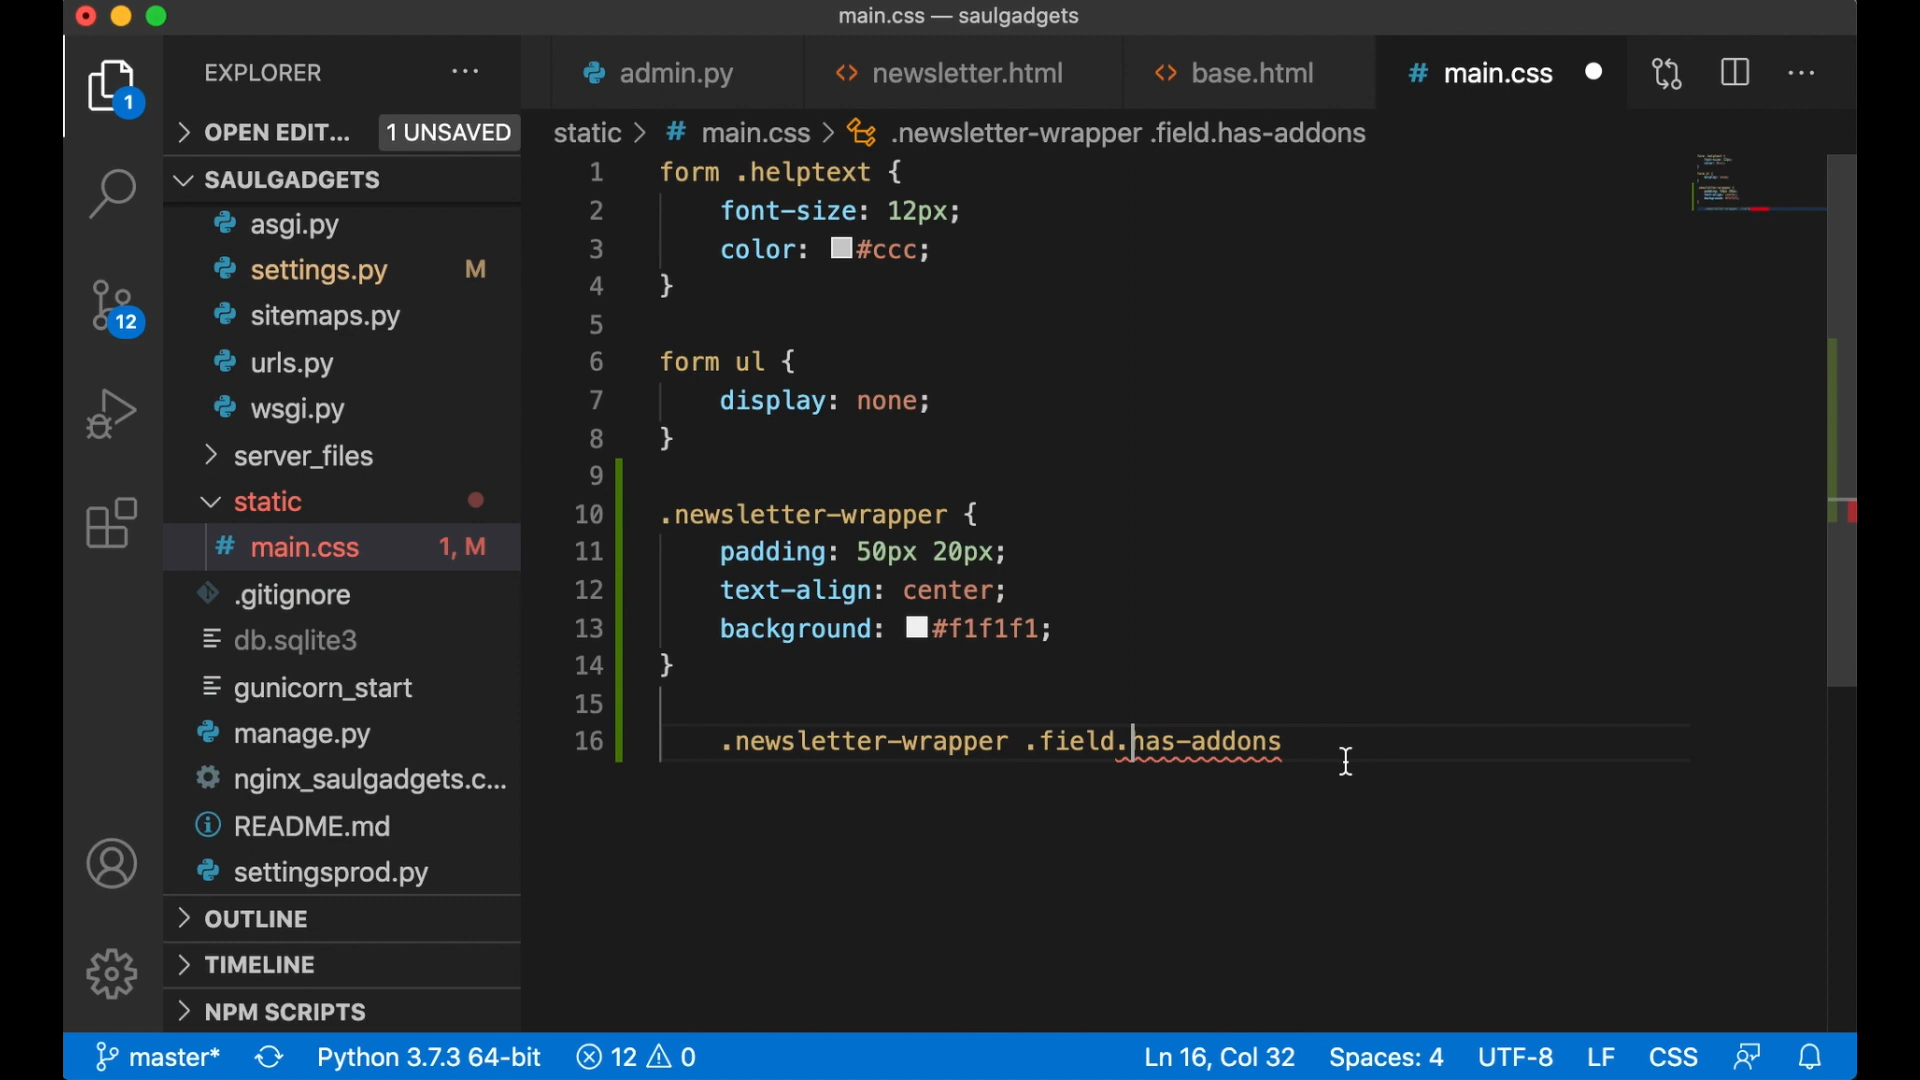 main.css — saulgadgets
EXPLORER
admin.py
newsletter.html
base.html
main.css
1
OPEN EDIT...
1 UNSAVED
static > # main.css > .newsletter-wrapper .field.has-addons
SAULGADGETS
asgi.py
settings.py M
sitemaps.py
urls.py
wsgi.py
server_files
static
# main.css 1, M
.gitignore
db.sqlite3
gunicorn_start
manage.py
nginx_saulgadgets.c...
README.md
settingsprod.py
OUTLINE
TIMELINE
NPM SCRIPTS
12
1 form .helptext {
2 font-size: 12px;
3 color: #ccc;
4 }
5
6 form ul {
7 display: none;
8 }
9
10 .newsletter-wrapper {
11 padding: 50px 20px;
12 text-align: center;
13 background: #f1f1f1;
14 }
15
16 .newsletter-wrapper .field.has-addons
master*
Python 3.7.3 64-bit
12 0
Ln 16, Col 32
Spaces: 4
UTF-8
LF
CSS